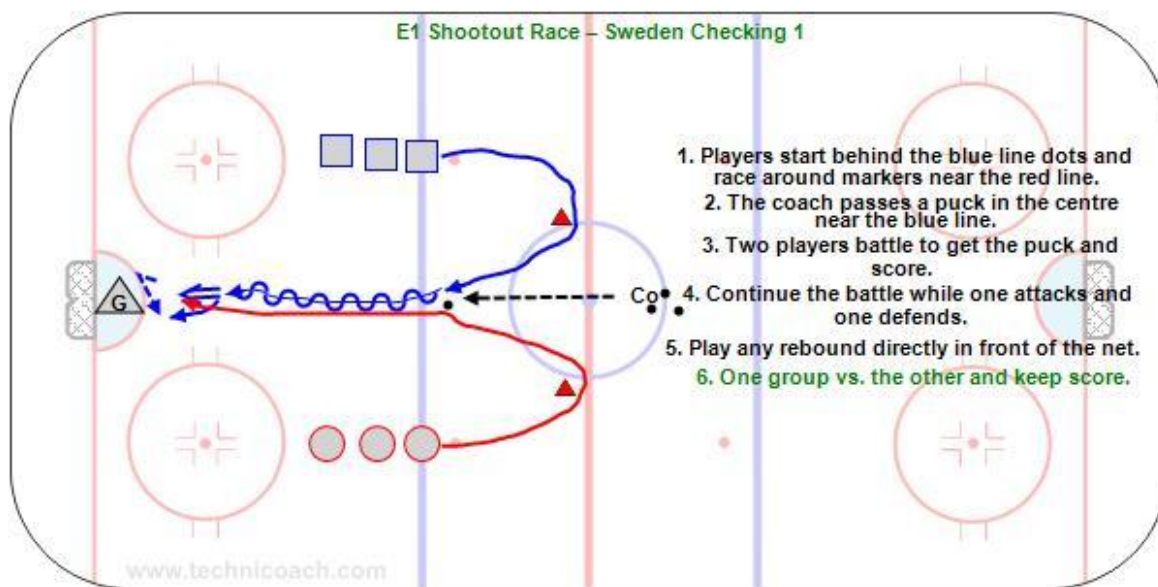 E1 Shootout Race – Sweden Checking 1
1. Players start behind the blue line dots and
race around markers near the red line.
2. The coach passes a puck in the centre
near the blue line.
3. Two players battle to get the puck and
score.
Co
4. Continue the battle while one attacks and
one defends.
G
5. Play any rebound directly in front of the net.
6. One group vs. the other and keep score.
www.technicoach.com